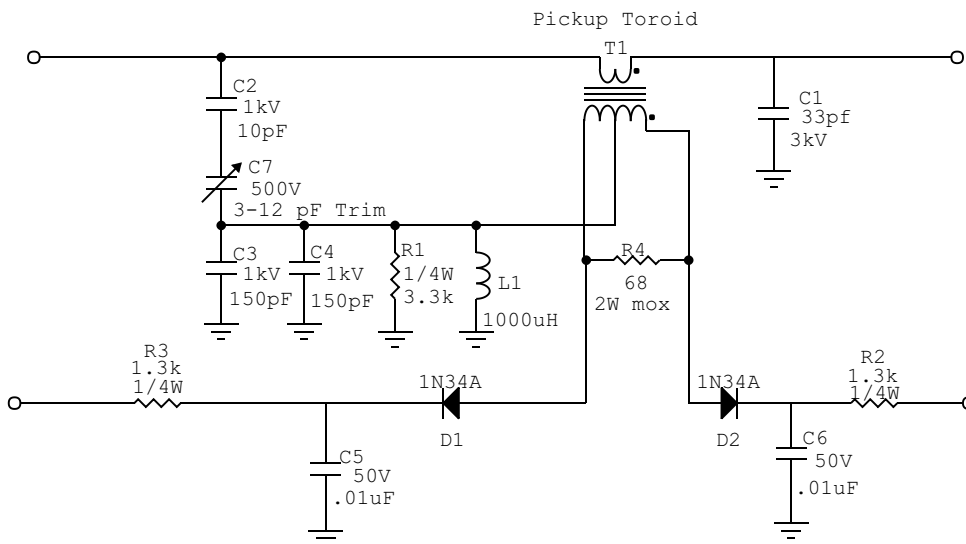 Pickup Toroid
T1
C2
1kV
10pF
C1
33pf
3kV
C7
500V
3-12 pF Trim
C3
1kV
150pF
C4
1kV
150pF
R1
1/4W
3.3k
L1
1000uH
R4
68
2W mox
R3
1.3k
1/4W
1N34A
D1
1N34A
D2
R2
1.3k
1/4W
C5
50V
.01uF
C6
50V
.01uF